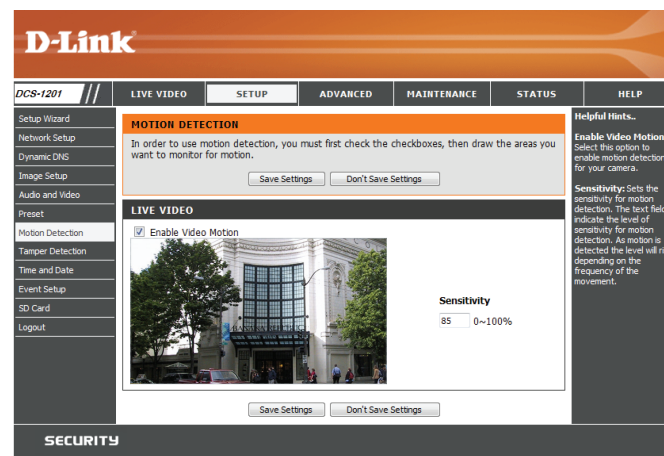 D-Link
DCS-1201
LIVE VIDEO
SETUP
ADVANCED
MAINTENANCE
STATUS
HELP
Setup Wizard
Network Setup
Dynamic DNS
Image Setup
Audio and Video
Preset
Motion Detection
Tamper Detection
Time and Date
Event Setup
SD Card
Logout
MOTION DETECTION
In order to use motion detection, you must first check the checkboxes, then draw the areas you
want to monitor for motion.
Save Settings
Don't Save Settings
LIVE VIDEO
Enable Video Motion
Sensitivity
85
0~100%
Save Settings
Don't Save Settings
Helpful Hints..
Enable Video Motion
Select this option to
enable motion detection
for your camera.
Sensitivity: Sets the
sensitivity for motion
detection. The text fiel
indicate the level of
sensitivity for motion
detection. As motion is
detected the level will ri
depending on the
frequency of the
movement.
SECURITY